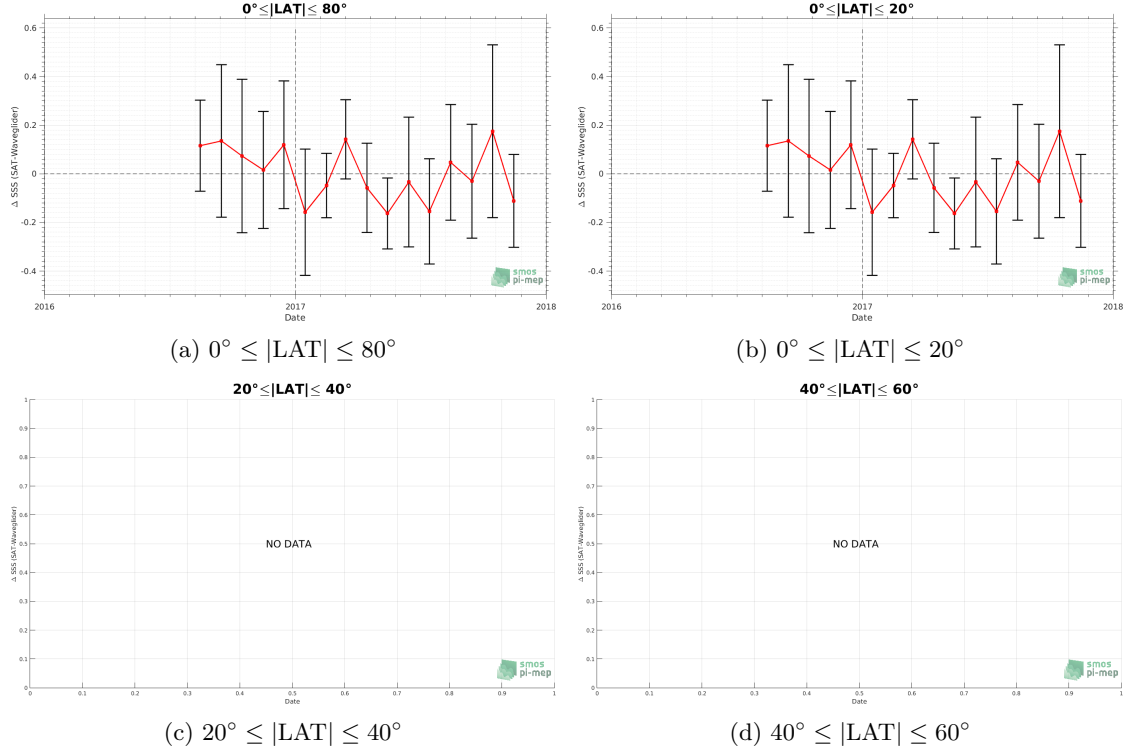 0°≤|LAT|≤ 80°
Δ SSS (SAT-Waveglider)
0.6
0.4
0.2
0
-0.2
-0.4
2016
2017
2018
Date
smos
pi-mep
(a) 0° ≤ |LAT| ≤ 80°
0°≤|LAT|≤ 20°
Δ SSS (SAT-Waveglider)
0.6
0.4
0.2
0
-0.2
-0.4
2016
2017
2018
Date
smos
pi-mep
(b) 0° ≤ |LAT| ≤ 20°
20°≤|LAT|≤ 40°
Δ SSS (SAT-Waveglider)
1
0.9
0.8
0.7
0.6
0.5
0.4
0.3
0.2
0.1
0
NO DATA
0 0.1 0.2 0.3 0.4 0.5 0.6 0.7 0.8 0.9 1
Date
smos
pi-mep
(c) 20° ≤ |LAT| ≤ 40°
40°≤|LAT|≤ 60°
Δ SSS (SAT-Waveglider)
1
0.9
0.8
0.7
0.6
0.5
0.4
0.3
0.2
0.1
0
NO DATA
0 0.1 0.2 0.3 0.4 0.5 0.6 0.7 0.8 0.9 1
Date
smos
pi-mep
(d) 40° ≤ |LAT| ≤ 60°